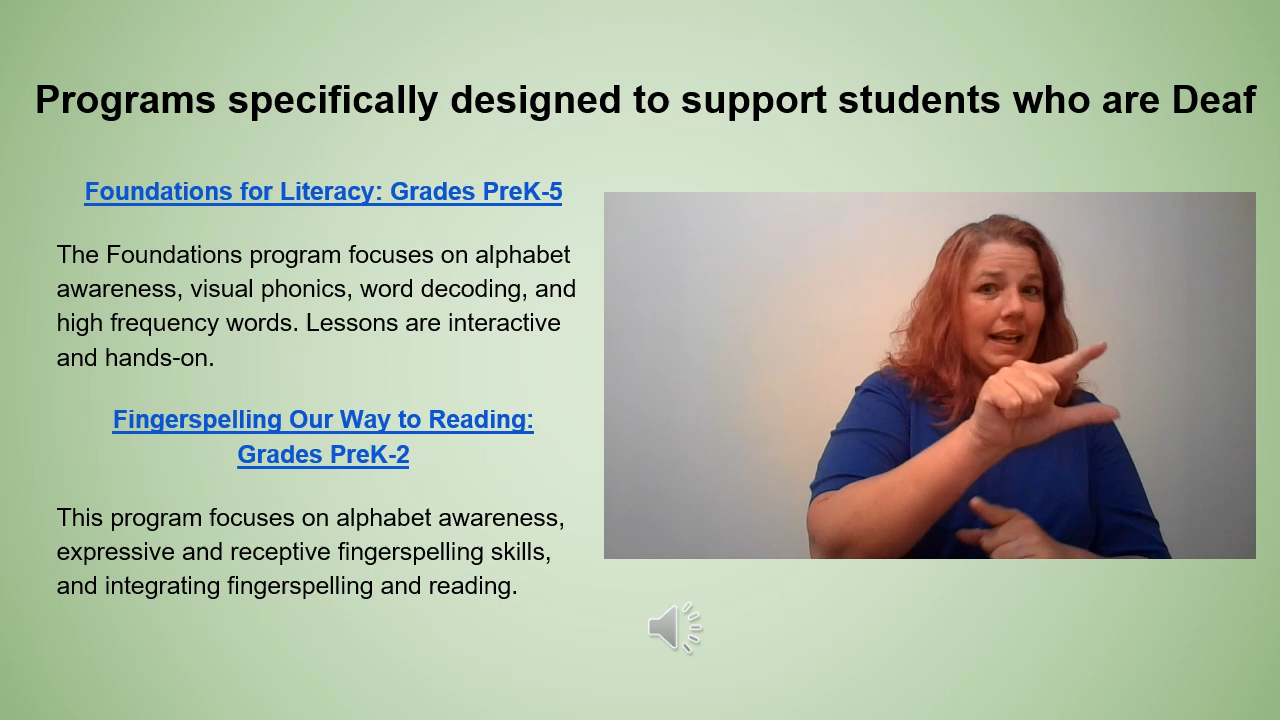 Programs specifically designed to support students who are Deaf
Foundations for Literacy: Grades PreK-5
The Foundations program focuses on alphabet
awareness, visual phonics, word decoding, and
high frequency words. Lessons are interactive
and hands-on.
Fingerspelling Our Way to Reading:
Grades PreK-2
This program focuses on alphabet awareness,
expressive and receptive fingerspelling skills,
and integrating fingerspelling and reading.